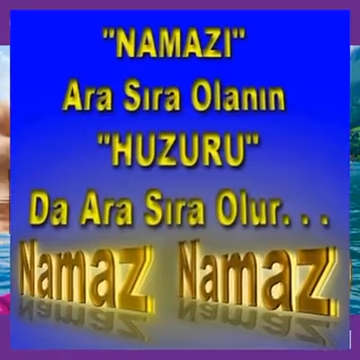 "NAMAZI"
Ara Sıra Olanın
"HUZURU"
Da Ara Sıra Olur. . .
Namaz Namaz